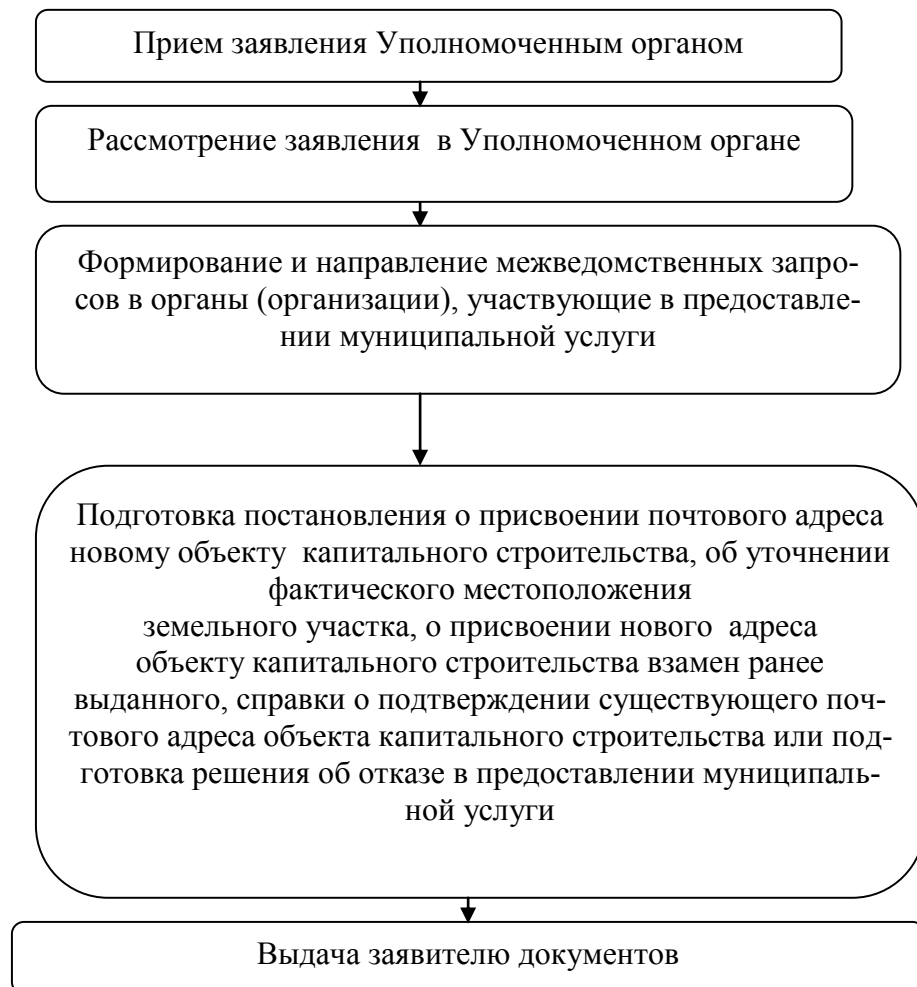 Прием заявления Уполномоченным органом
Рассмотрение заявления  в Уполномоченном органе
Формирование и направление межведомственных запро-
сов в органы (организации), участвующие в предоставле-
нии муниципальной услуги
Подготовка постановления о присвоении почтового адреса
новому объекту  капитального строительства, об уточнении
фактического местоположения
земельного участка, о присвоении нового  адреса
объекту капитального строительства взамен ранее
выданного, справки о подтверждении существующего поч-
тового адреса объекта капитального строительства или под-
готовка решения об отказе в предоставлении муниципаль-
ной услуги
Выдача заявителю документов